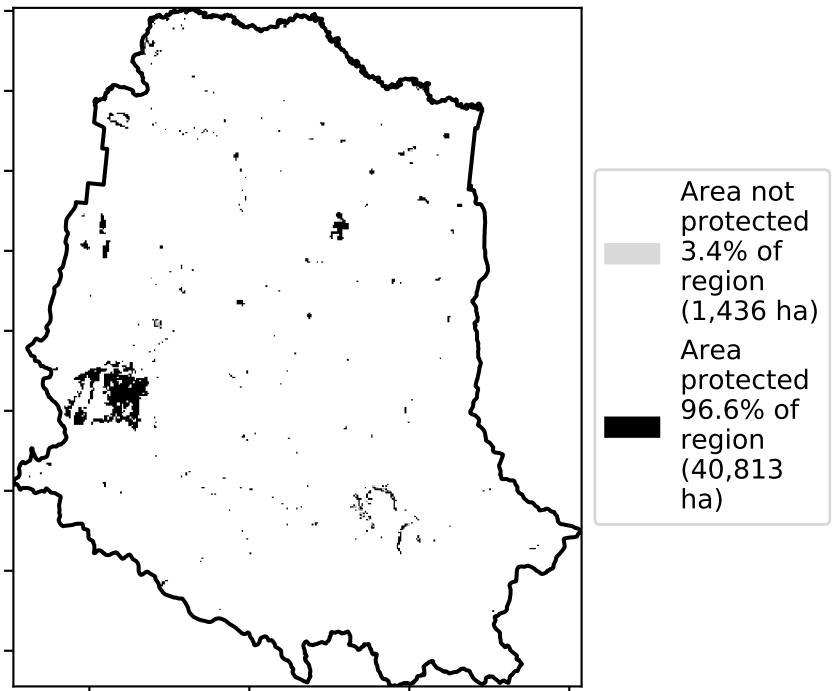 Area not
protected
3.4% of
region
(1,436 ha)
Area
protected
96.6% of
region
(40,813
ha)